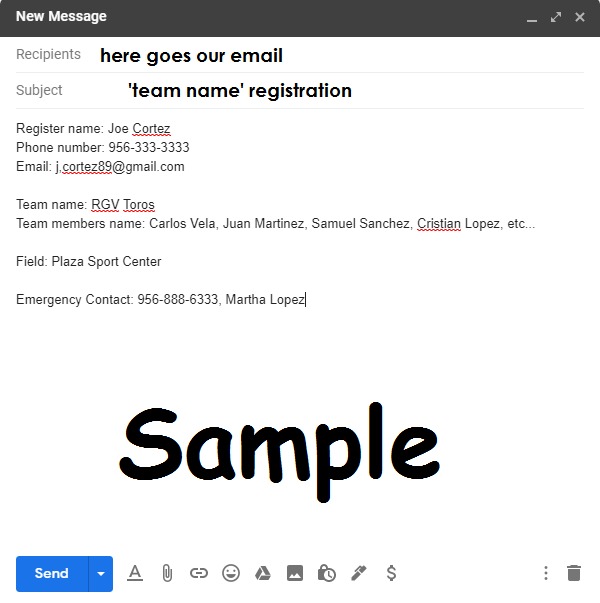 New Message
Recipients here goes our email
Subject 'team name' registration
Register name: Joe Cortez
Phone number: 956-333-3333
Email: j,cortez89@gmail.com
Team name: RGV Toros
Team members name: Carlos Vela, Juan Martinez, Samuel Sanchez, Cristian Lopez, etc...
Field: Plaza Sport Center
Emergency Contact: 956-888-6333, Martha Lopez
Sample
Send